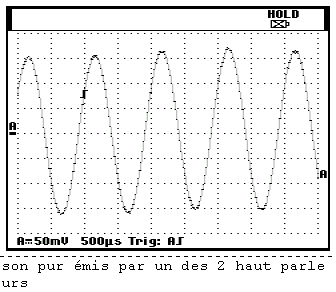 HOLD
A
A
A=50mV 500µs Trig: A∫
son pur émis par un des 2 haut parle
urs